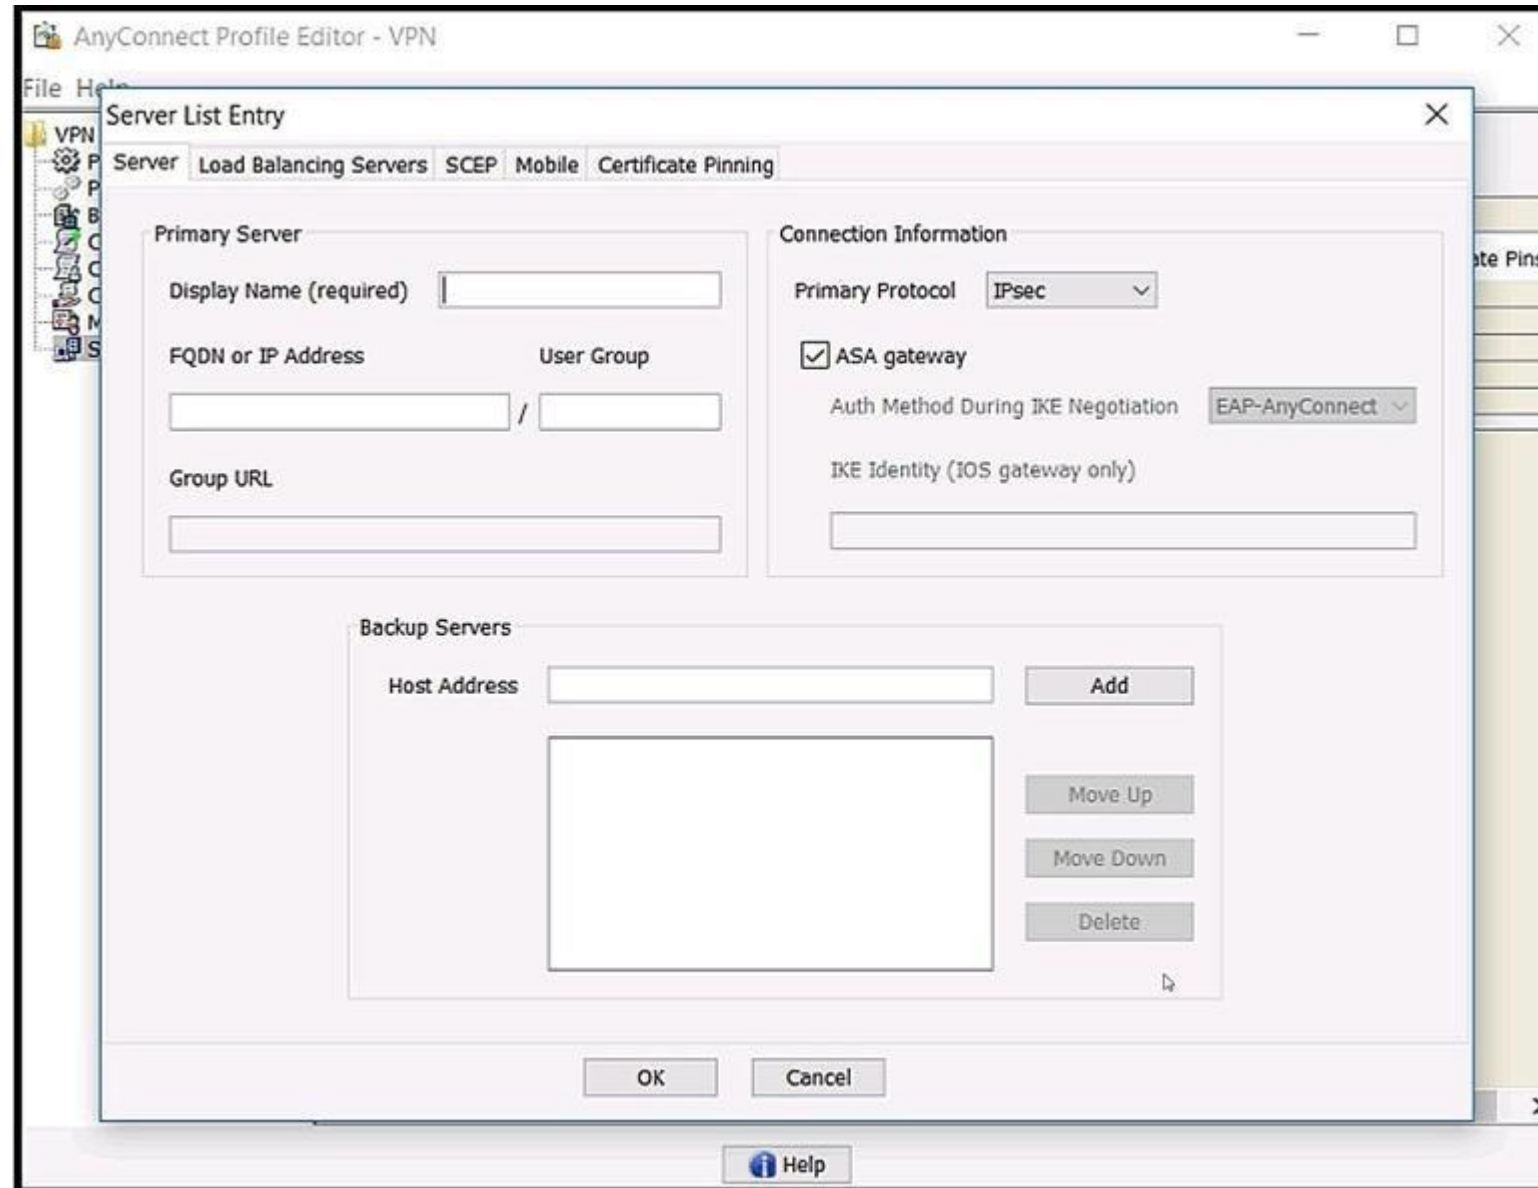 AnyConnect Profile Editor - VPN
File Help
Server List Entry
VPN
P
P
B
C
C
C
M
S
Server Load Balancing Servers SCEP Mobile Certificate Pinning
Primary Server
Display Name (required)
FQDN or IP Address User Group
/
Group URL
Connection Information
Primary Protocol IPsec
ASA gateway
Auth Method During IKE Negotiation EAP-AnyConnect
IKE Identity (IOS gateway only)
Backup Servers
Host Address Add
Move Up
Move Down
Delete
OK Cancel
Help